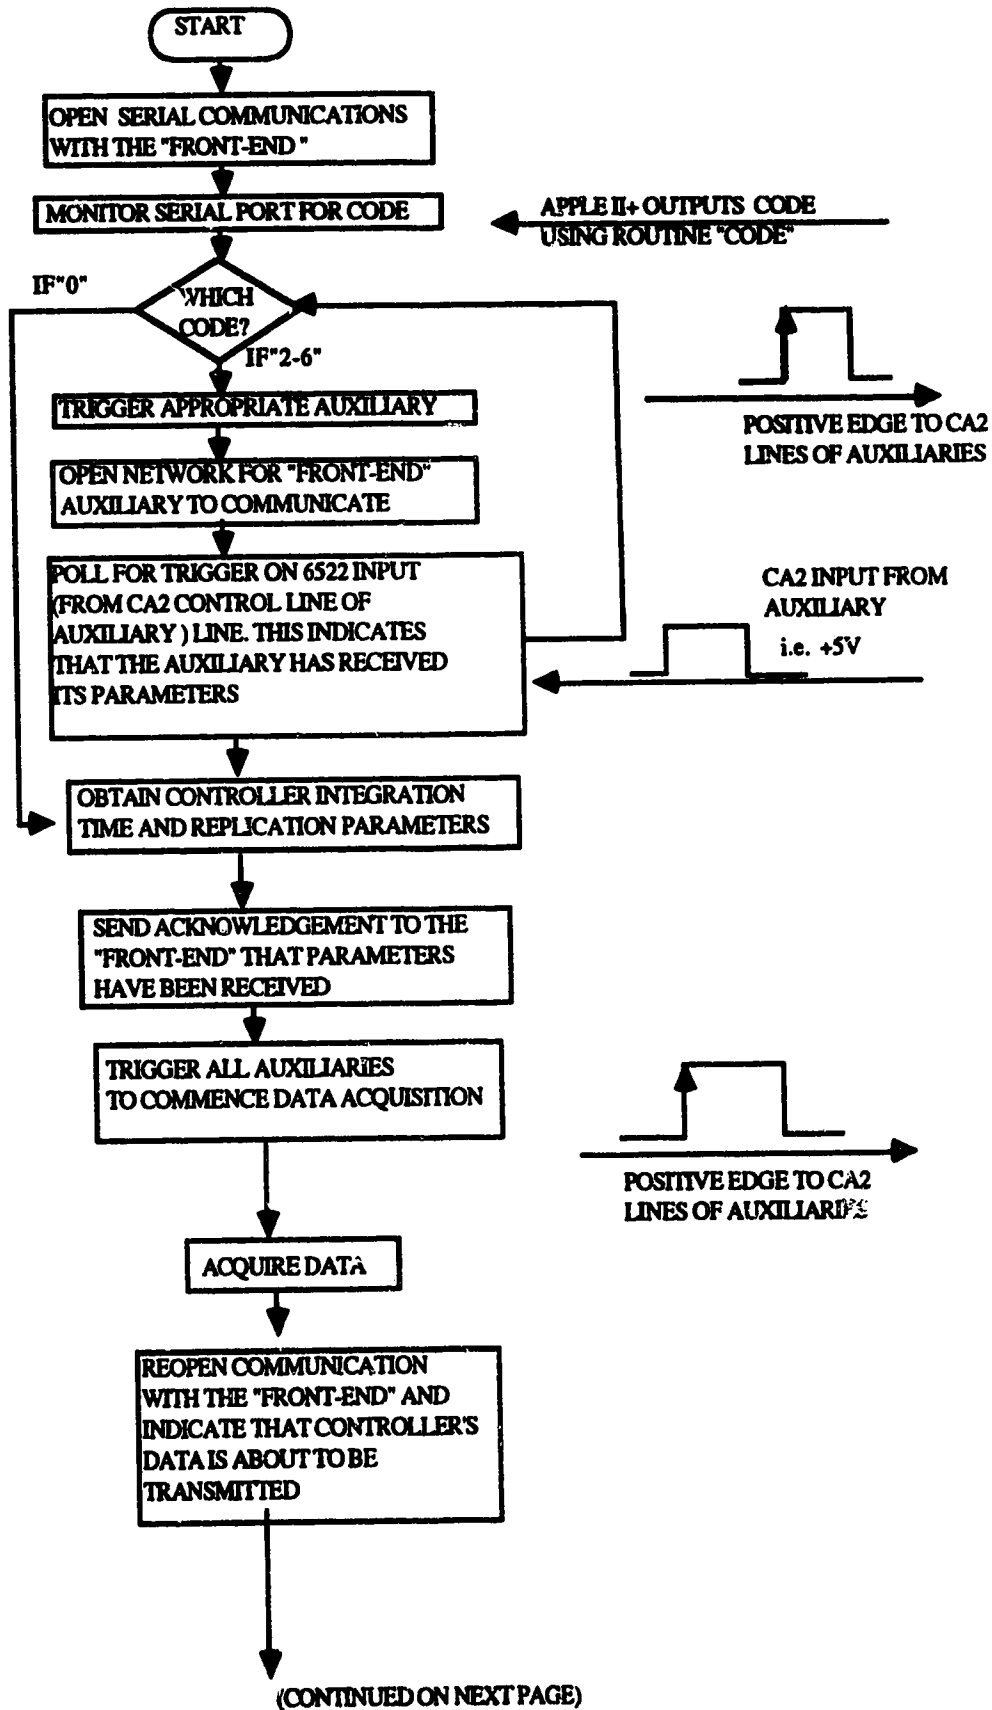 START
OPEN SERIAL COMMUNICATIONS
WITH THE "FRONT-END "
MONITOR SERIAL PORT FOR CODE
APPLE II+ OUTPUTS CODE
USING ROUTINE "CODE"
IF"0"
WHICH
CODE?
IF"2-6"
TRIGGER APPROPRIATE AUXILIARY
POSITIVE EDGE TO CA2
LINES OF AUXILIARIES
OPEN NETWORK FOR "FRONT-END"
AUXILIARY TO COMMUNICATE
POLL FOR TRIGGER ON 6522 INPUT
(FROM CA2 CONTROL LINE OF
AUXILIARY ) LINE. THIS INDICATES
THAT THE AUXILIARY HAS RECEIVED
ITS PARAMETERS
CA2 INPUT FROM
AUXILIARY
i.e. +5V
OBTAIN CONTROLLER INTEGRATION
TIME AND REPLICATION PARAMETERS
SEND ACKNOWLEDGEMENT TO THE
"FRONT-END" THAT PARAMETERS
HAVE BEEN RECEIVED
TRIGGER ALL AUXILIARIES
TO COMMENCE DATA ACQUISITION
POSITIVE EDGE TO CA2
LINES OF AUXILIARIES
ACQUIRE DATA
REOPEN COMMUNICATION
WITH THE "FRONT-END" AND
INDICATE THAT CONTROLLER'S
DATA IS ABOUT TO BE
TRANSMITTED
(CONTINUED ON NEXT PAGE)